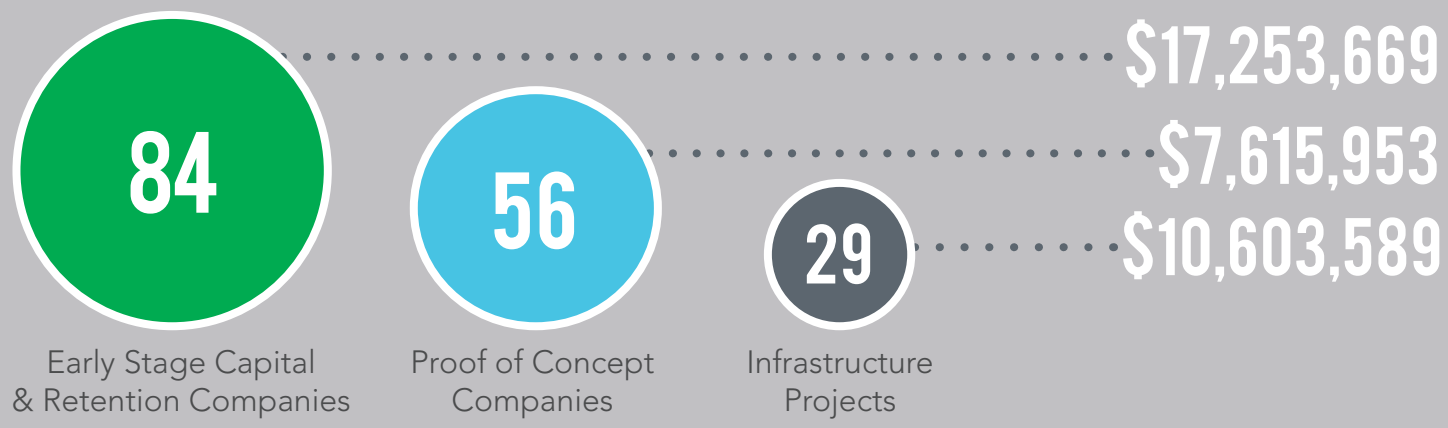 84
$17,253,669
56
$7,615,953
29
$10,603,589
Early Stage Capital
& Retention Companies
Proof of Concept
Companies
Infrastructure
Projects